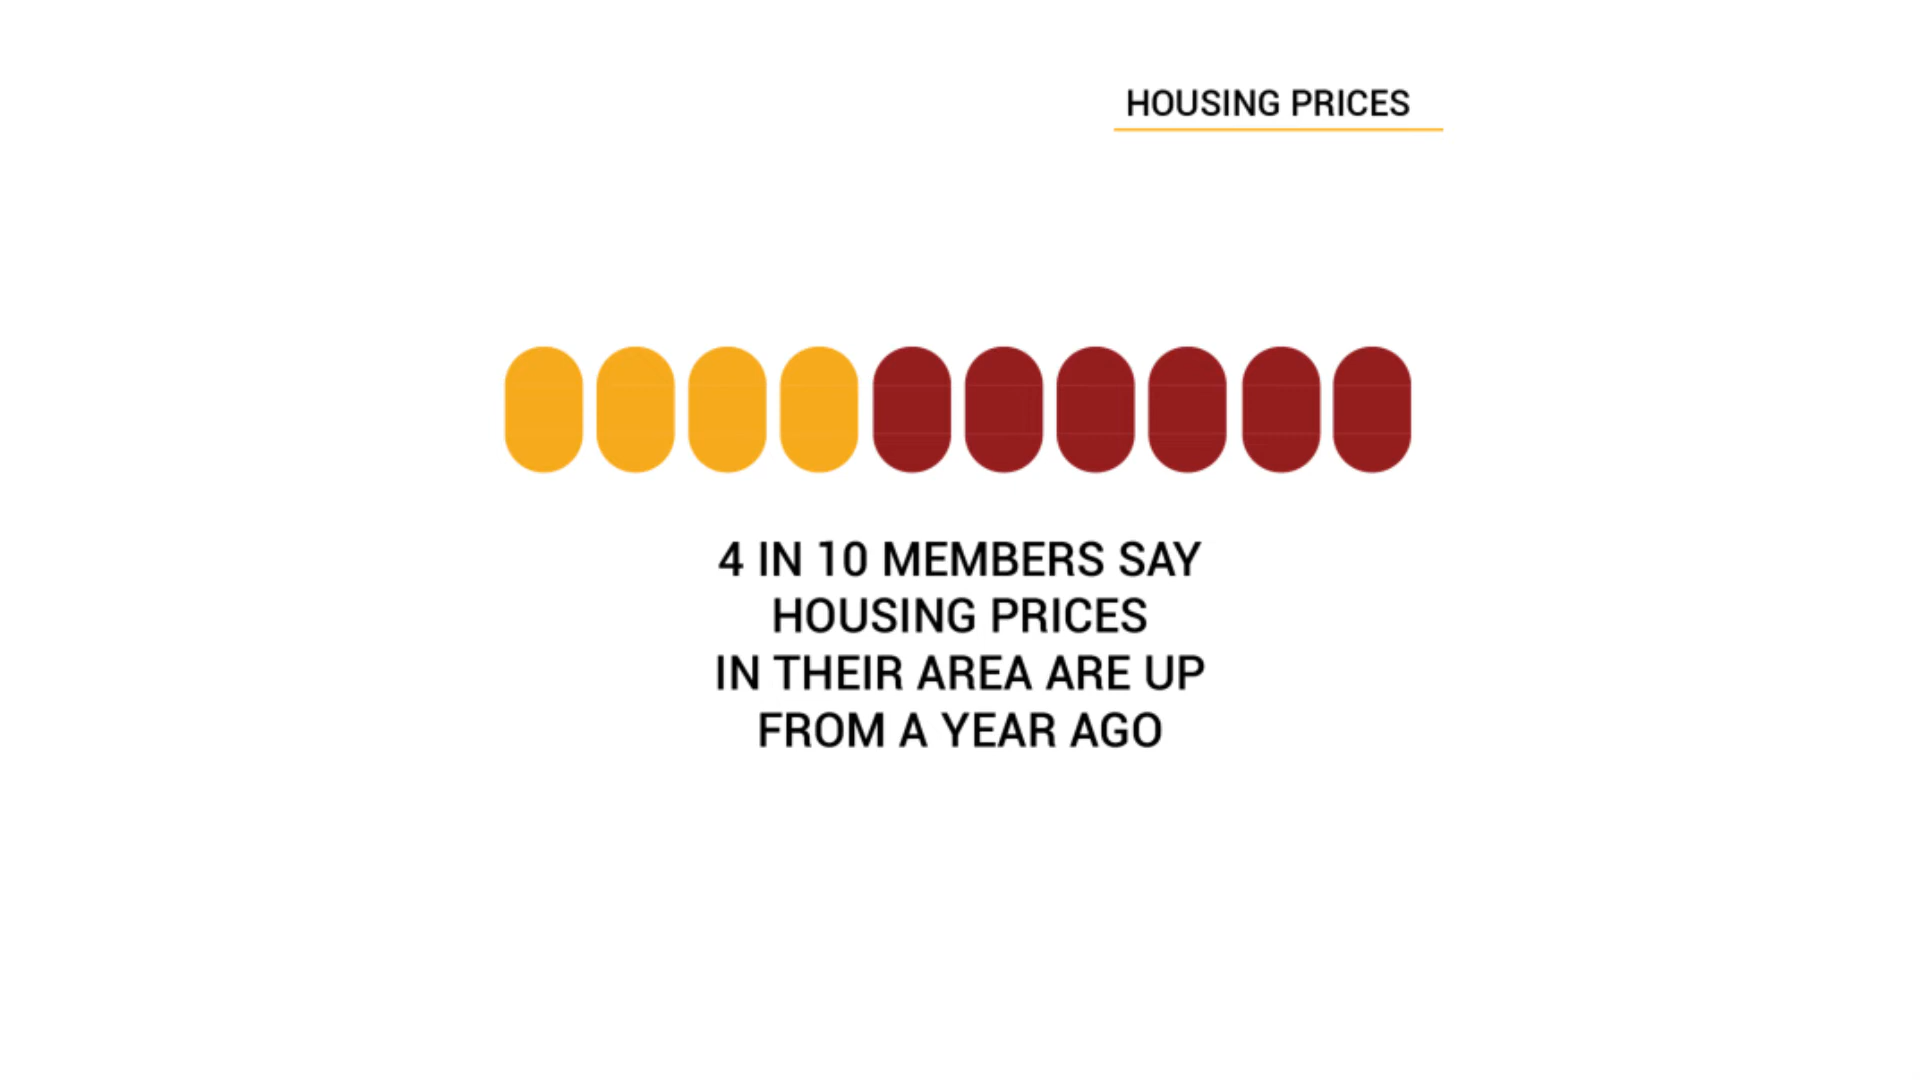 HOUSING PRICES
4 IN 10 MEMBERS SAY
HOUSING PRICES
IN THEIR AREA ARE UP
FROM A YEAR AGO